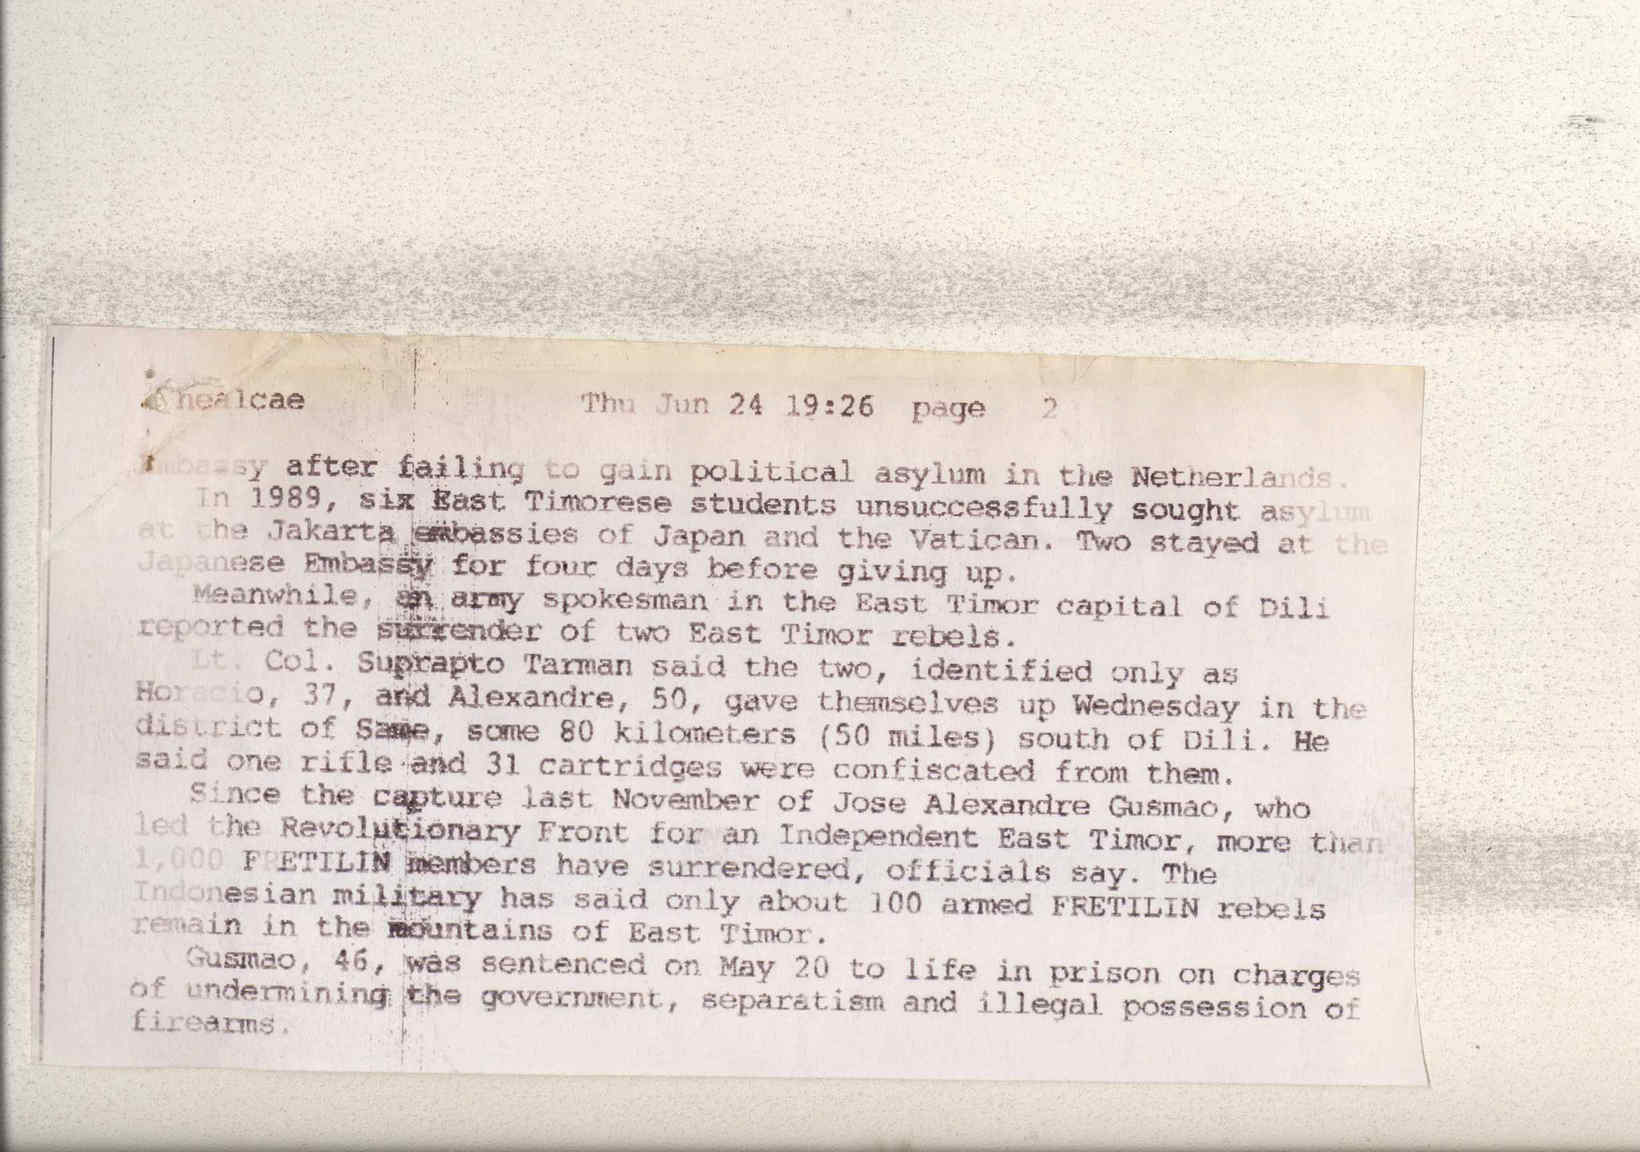 Thu Jun 24 19:26 page 2
Embassy after failing to gain political asylum in the Netherlands.
In 1989, six East Timorese students unsuccessfully sought asylum
at the Jakarta embassies of Japan and the Vatican. Two stayed at the
Japanese Embassy for four days before giving up.
Meanwhile, an army spokesman in the East Timor capital of Dili
reported the surrender of two East Timor rebels.
Lt. Col. Suprapto Tarman said the two, identified only as
Horacio, 37, and Alexandre, 50, gave themselves up Wednesday in the
district of Same, some 80 kilometers (50 miles) south of Dili. He
said one rifle and 31 cartridges were confiscated from them.
Since the capture last November of Jose Alexandre Gusmao, who
led the Revolutionary Front for an Independent East Timor, more than
1,000 FRETILIN members have surrendered, officials say. The
Indonesian military has said only about 100 armed FRETILIN rebels
remain in the mountains of East Timor.
Gusmao, 46, was sentenced on May 20 to life in prison on charges
of undermining the government, separatism and illegal possession of
firearms.